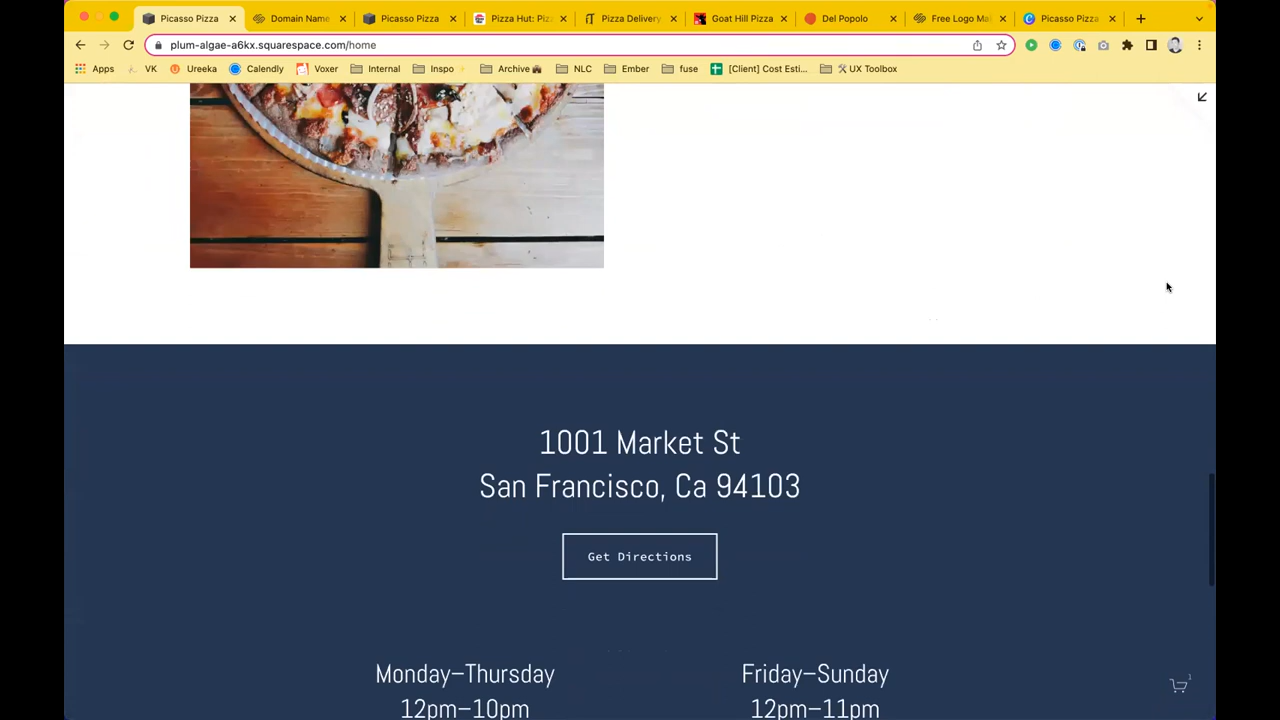 Picasso Pizza
Domain Name
Picasso Pizza
Pizza Hut: Piz
Pizza Delivery
Goat Hill Pizza
Del Popolo
Free Logo Ma
Picasso Pizza
plum-algae-a6kx.squarespace.com/home
Apps
VK
Ureeka
Calendly
Voxer
Internal
Inspo
Archive
NLC
Ember
fuse
[Client] Cost Esti...
UX Toolbox
1001 Market St
San Francisco, Ca 94103
Get Directions
Monday–Thursday
Friday–Sunday
12pm–10pm
12pm–11pm
1